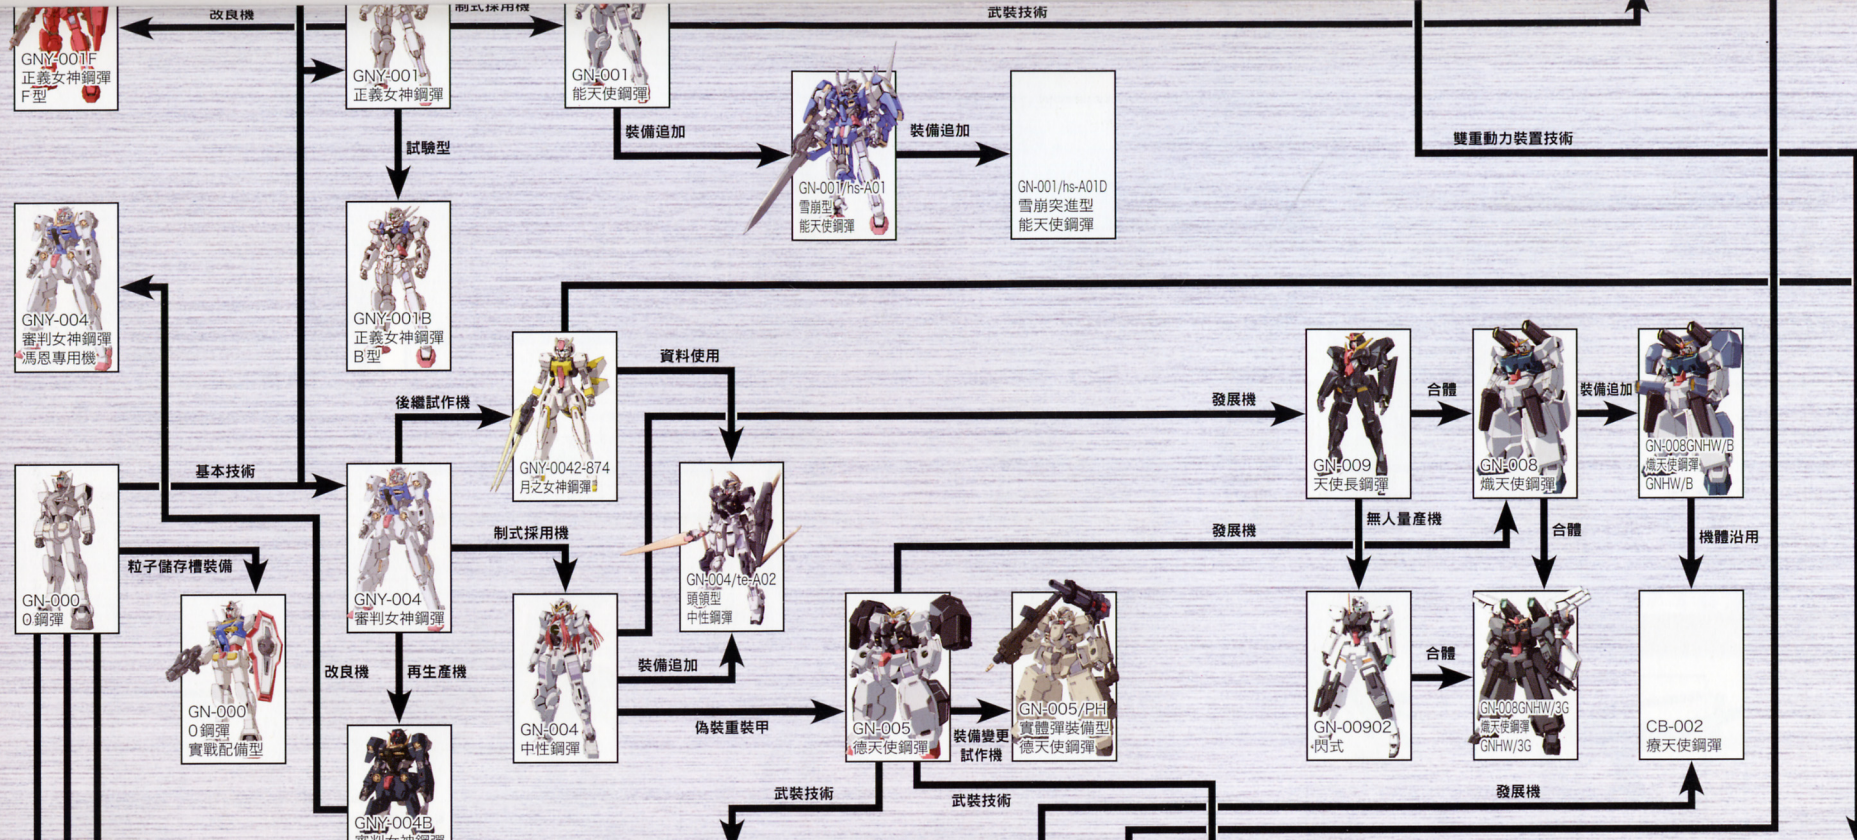 改良機
制式採用機
武裝技術
GNY-001F
正義女神鋼彈
F型
GNY-001
正義女神鋼彈
GN-001
能天使鋼彈
試驗型
裝備追加
GN-001/hs-A01
雪崩型
能天使鋼彈
裝備追加
GN-001/hs-A01D
雪崩突進型
能天使鋼彈
雙重動力裝置技術
GNY-004
審判女神鋼彈
馮恩專用機
GNY-001B
正義女神鋼彈
B型
後繼試作機
GNY-0042-874
月之女神鋼彈
資料使用
發展機
GN-009
天使長鋼彈
合體
GN-008
熾天使鋼彈
裝備追加
GN-008GNHW/B
熾天使鋼彈
GNHW/B
基本技術
GN-000
0鋼彈
粒子儲存槽裝備
GN-000
0鋼彈
實戰配備型
GNY-004
審判女神鋼彈
制式採用機
GN-004/te-A02
頭領型
中性鋼彈
GN-004
中性鋼彈
裝備追加
偽裝重裝甲
改良機
再生產機
GNY-004B
審判女神鋼彈
發展機
GN-005
德天使鋼彈
裝備變更
試作機
GN-005/PH
實體彈裝備型
德天使鋼彈
無人量產機
合體
機體沿用
GN-00902
閃式
合體
GN-008GNHW/3G
熾天使鋼彈
GNHW/3G
CB-002
療天使鋼彈
武裝技術
武裝技術
發展機